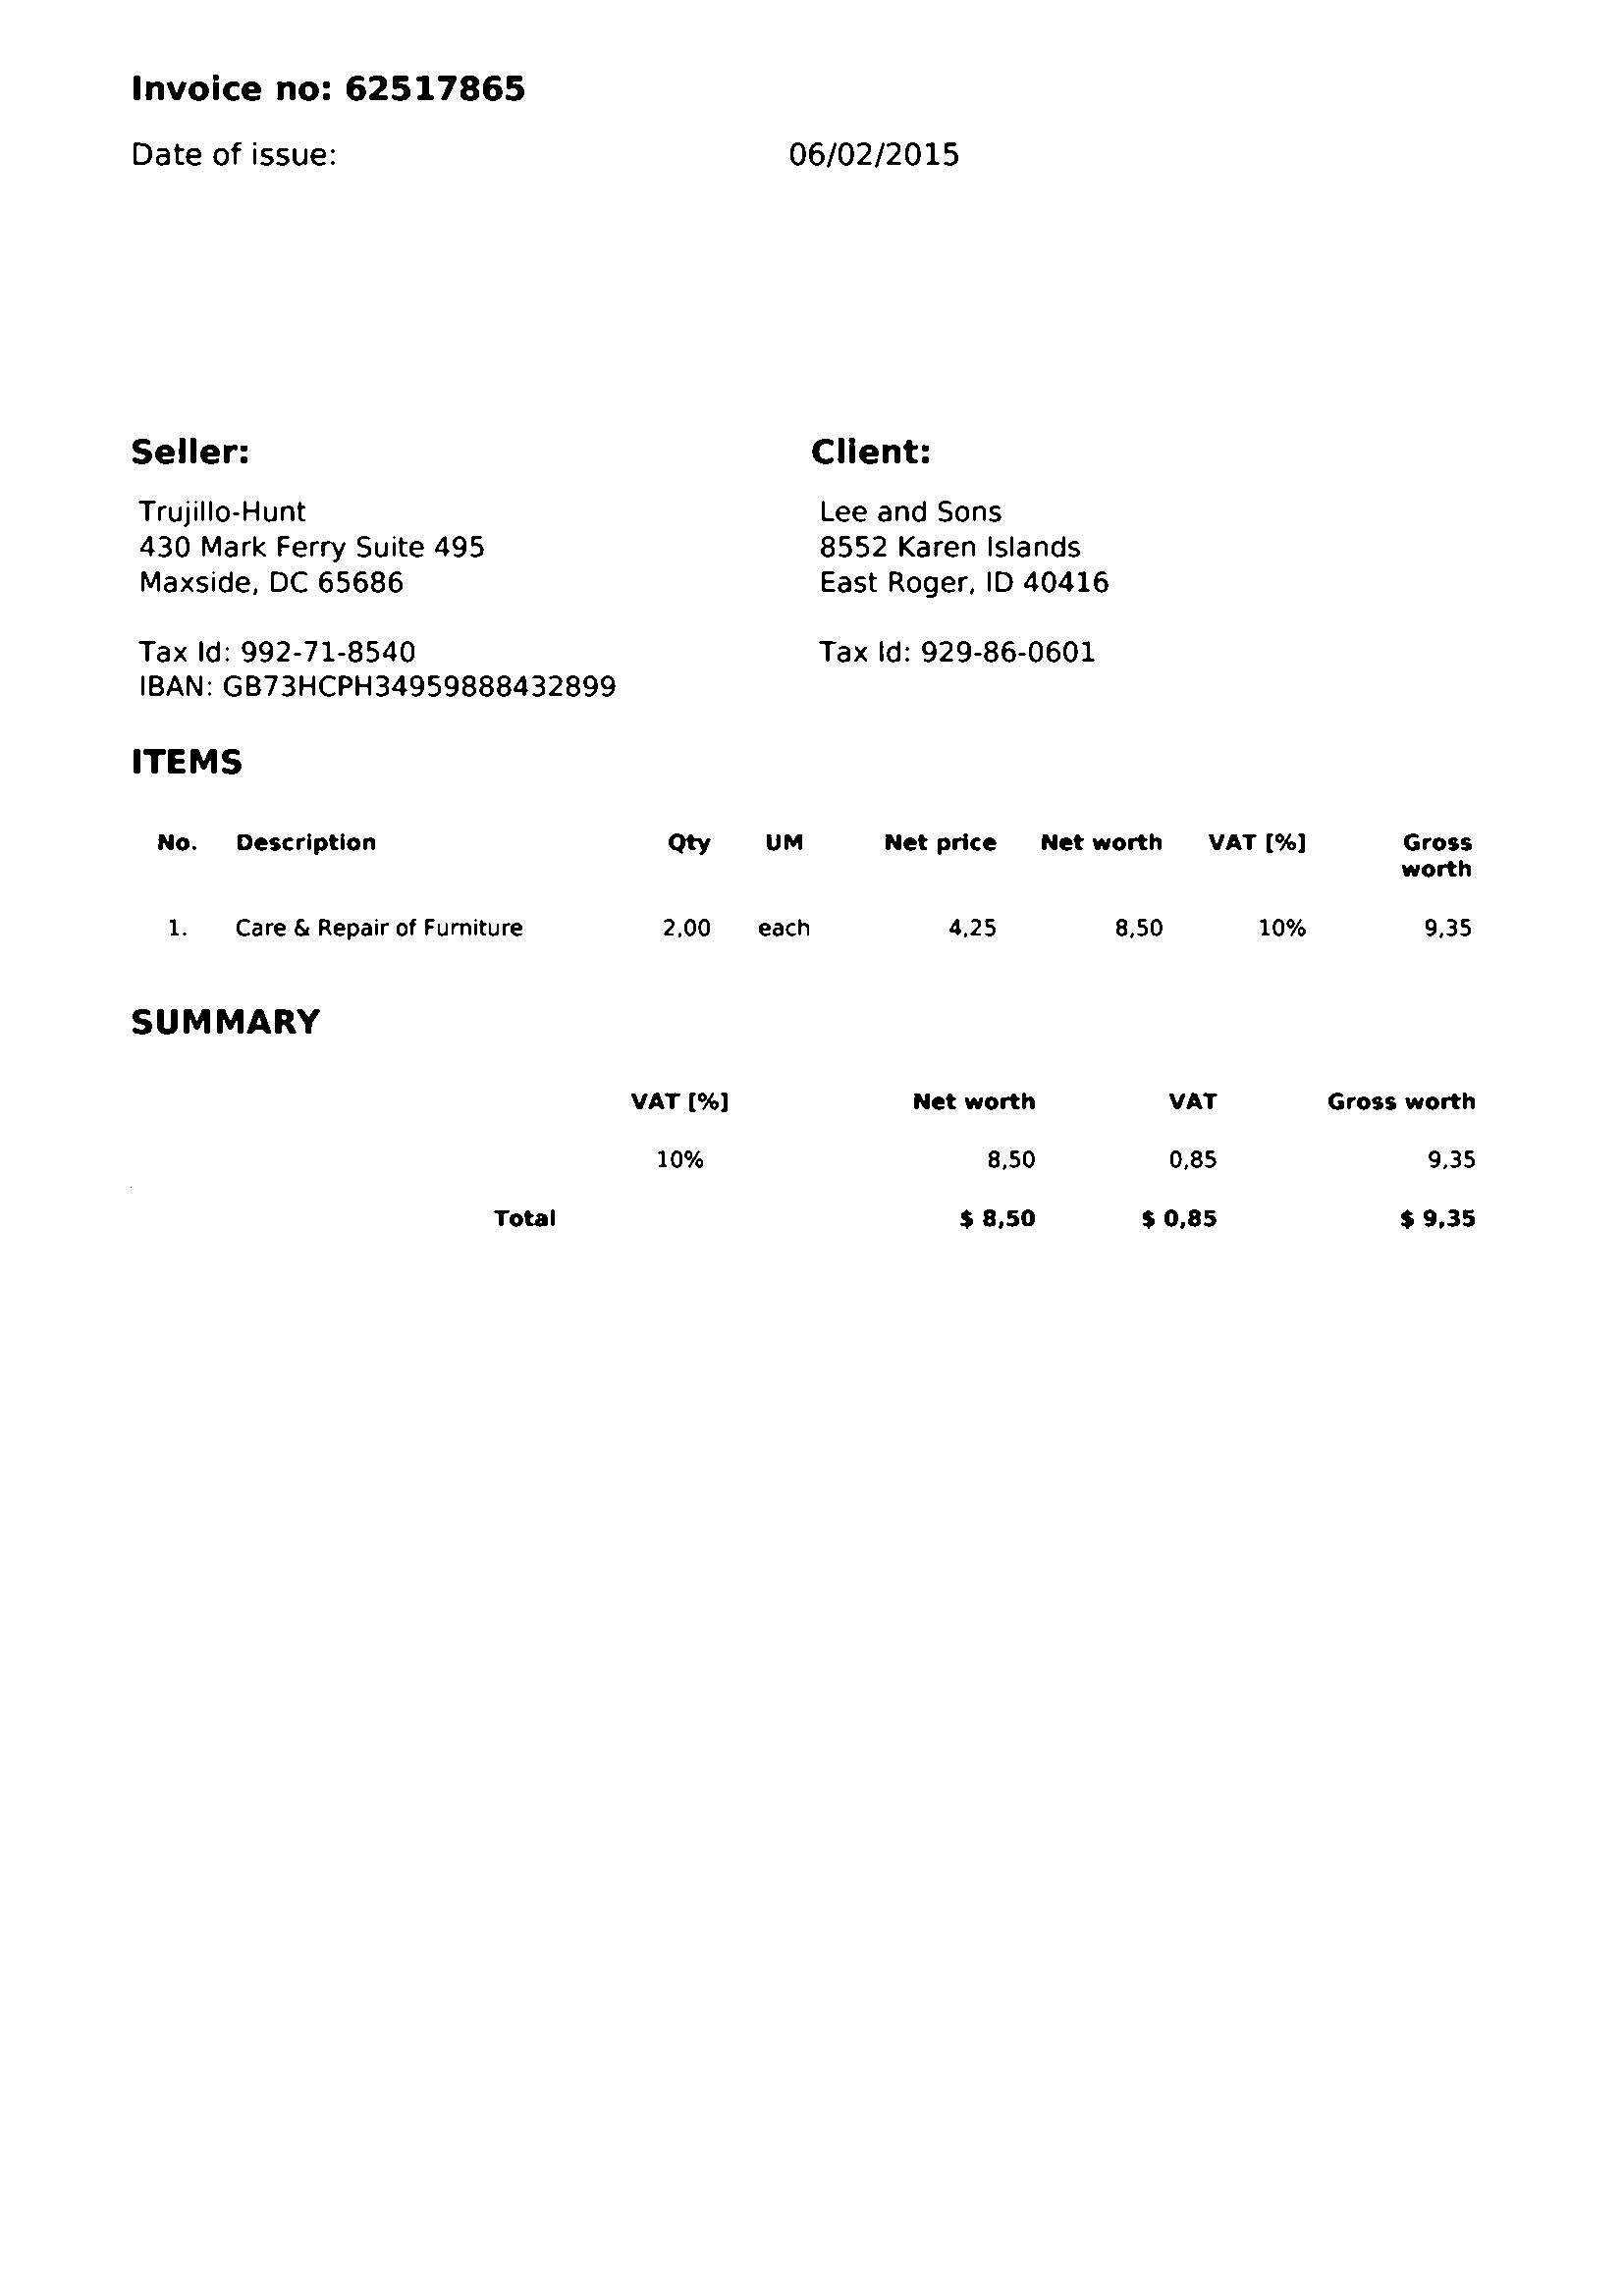 Invoice no: 62517865
Date of issue: 06/02/2015
Seller:
Trujillo-Hunt
430 Mark Ferry Suite 495
Maxside, DC 65686
Tax Id: 992-71-8540
IBAN: GB73HCPH34959888432899
Client:
Lee and Sons
8552 Karen Islands
East Roger, ID 40416
Tax Id: 929-86-0601
ITEMS
No. Description Qty UM Net price Net worth VAT [%] Gross worth
1. Care & Repair of Furniture 2,00 each 4,25 8,50 10% 9,35
SUMMARY
VAT [%] Net worth VAT Gross worth
10% 8,50 0,85 9,35
Total $ 8,50 $ 0,85 $ 9,35